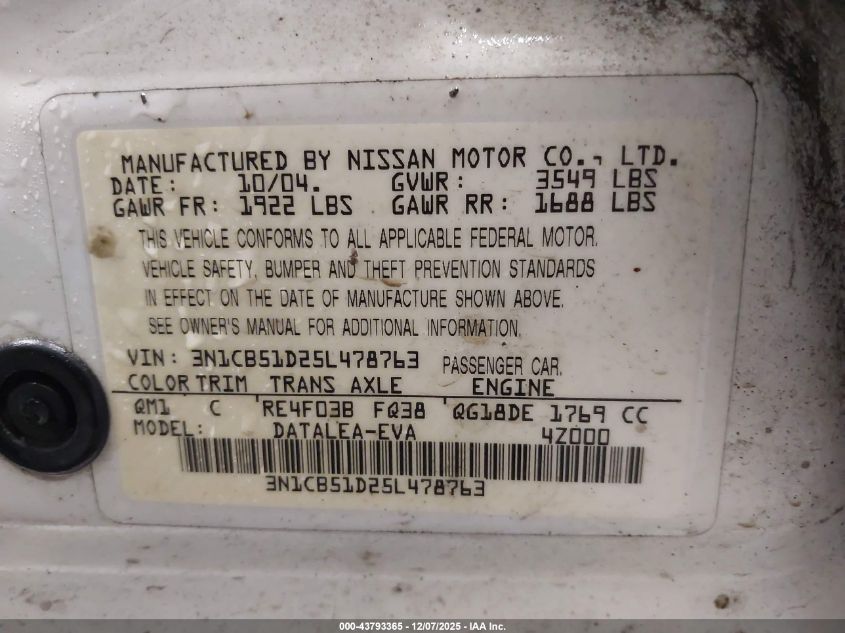 MANUFACTURED BY NISSAN MOTOR CO., LTD.
DATE: 10/04. GVWR: 3549 LBS
GAWR FR: 1922 LBS GAWR RR: 1688 LBS
THIS VEHICLE CONFORMS TO ALL APPLICABLE FEDERAL MOTOR.
VEHICLE SAFETY, BUMPER AND THEFT PREVENTION STANDARDS
IN EFFECT ON THE DATE OF MANUFACTURE SHOWN ABOVE.
SEE OWNER'S MANUAL FOR ADDITIONAL INFORMATION.
VIN: 3N1CB51D25L478763 PASSENGER CAR.
COLOR TRIM TRANS AXLE ENGINE
QM1 C RE4F03B FQ38 QG18DE 1769 CC
MODEL: DATALEA-EVA 4Z000
3N1CB51D25L478763
000-43793365 - 12/07/2025 - IAA Inc.